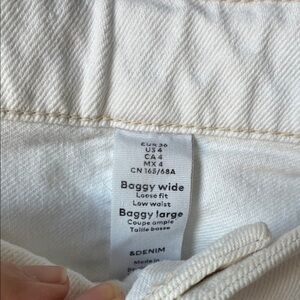 EUR 36
US 4
CA 4
MX 4
CN 165/68A
Baggy wide
Loose fit
Low waist
Baggy large
Coupe ample
Taille basse
&DENIM
Made in